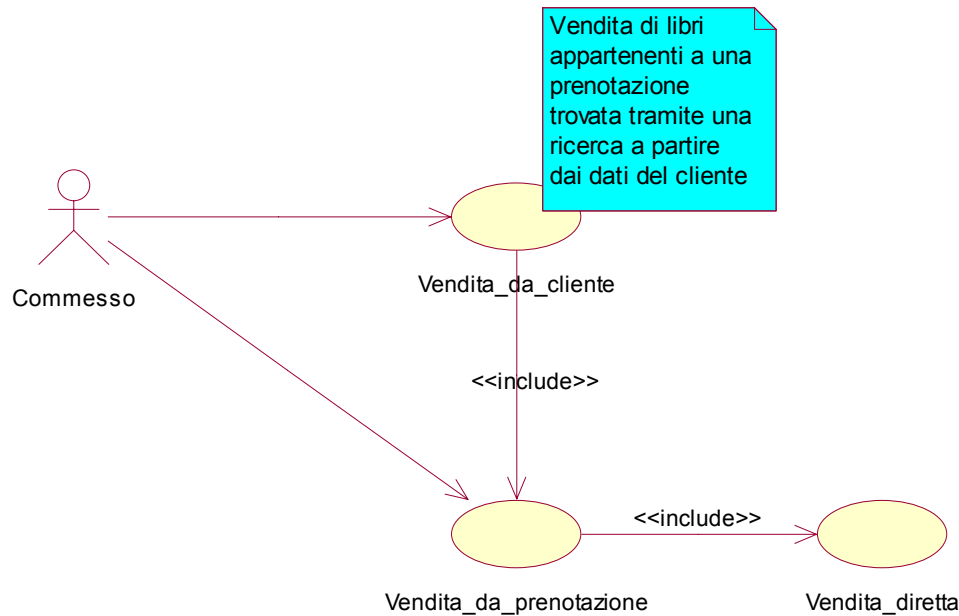 Vendita di libri
appartenenti a una
prenotazione
trovata tramite una
ricerca a partire
dai dati del cliente
Commesso
Vendita_da_cliente
<<include>>
<<include>>
Vendita_da_prenotazione
Vendita_diretta